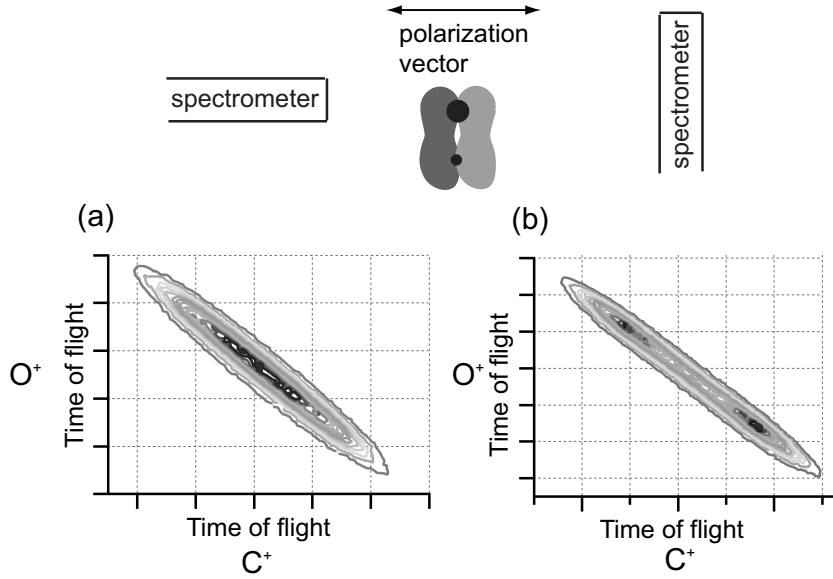 polarization
vector
spectrometer
spectrometer
(a)
(b)
O⁺
Time of flight
Time of flight
C⁺
O⁺
Time of flight
Time of flight
C⁺